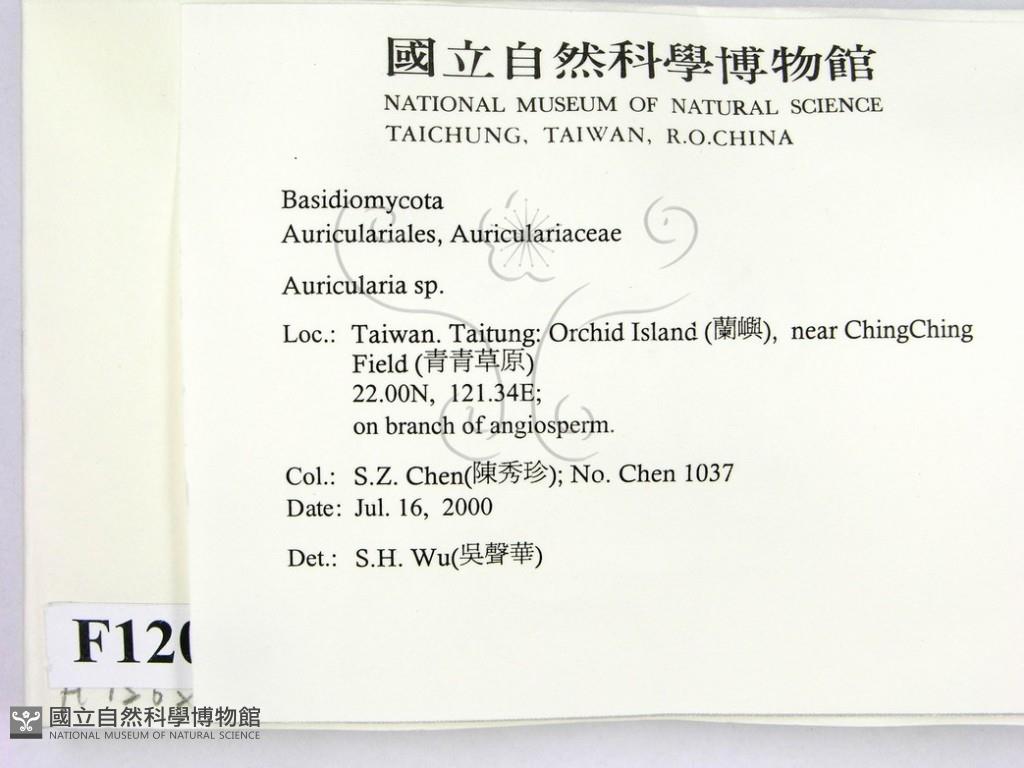 國立自然科學博物館
NATIONAL MUSEUM OF NATURAL SCIENCE
TAICHUNG, TAIWAN, R.O.CHINA
Basidiomycota
Auriculariales, Auriculariaceae
Auricularia sp.
Loc.: Taiwan. Taitung: Orchid Island (蘭嶼), near ChingChing
Field (青青草原)
22.00N, 121.34E;
on branch of angiosperm.
Col.: S.Z. Chen(陳秀珍); No. Chen 1037
Date: Jul. 16, 2000
Det.: S.H. Wu(吳聲華)
F120
國立自然科學博物館
NATIONAL MUSEUM OF NATURAL SCIENCE